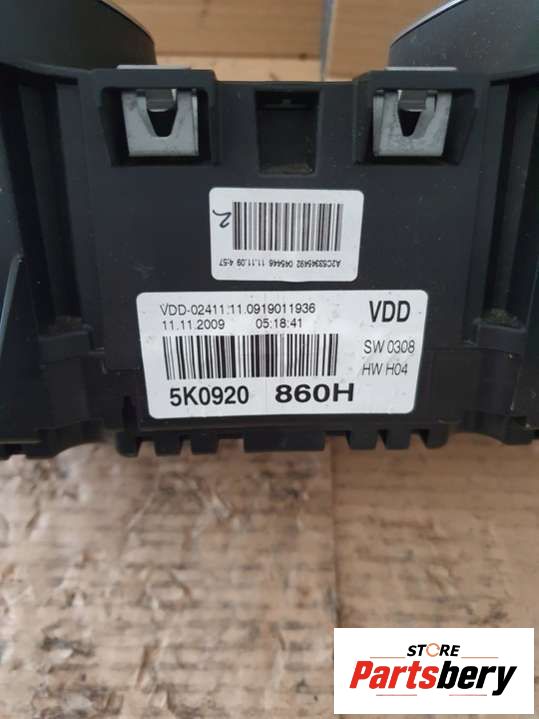 2
A2C53345492 045446 11.11.09 4:57
VDD-02411.11.0919011936
VDD
11.11.2009 05:18:41
SW 0308
HW H04
5K0920 860H
STORE
Partsbery